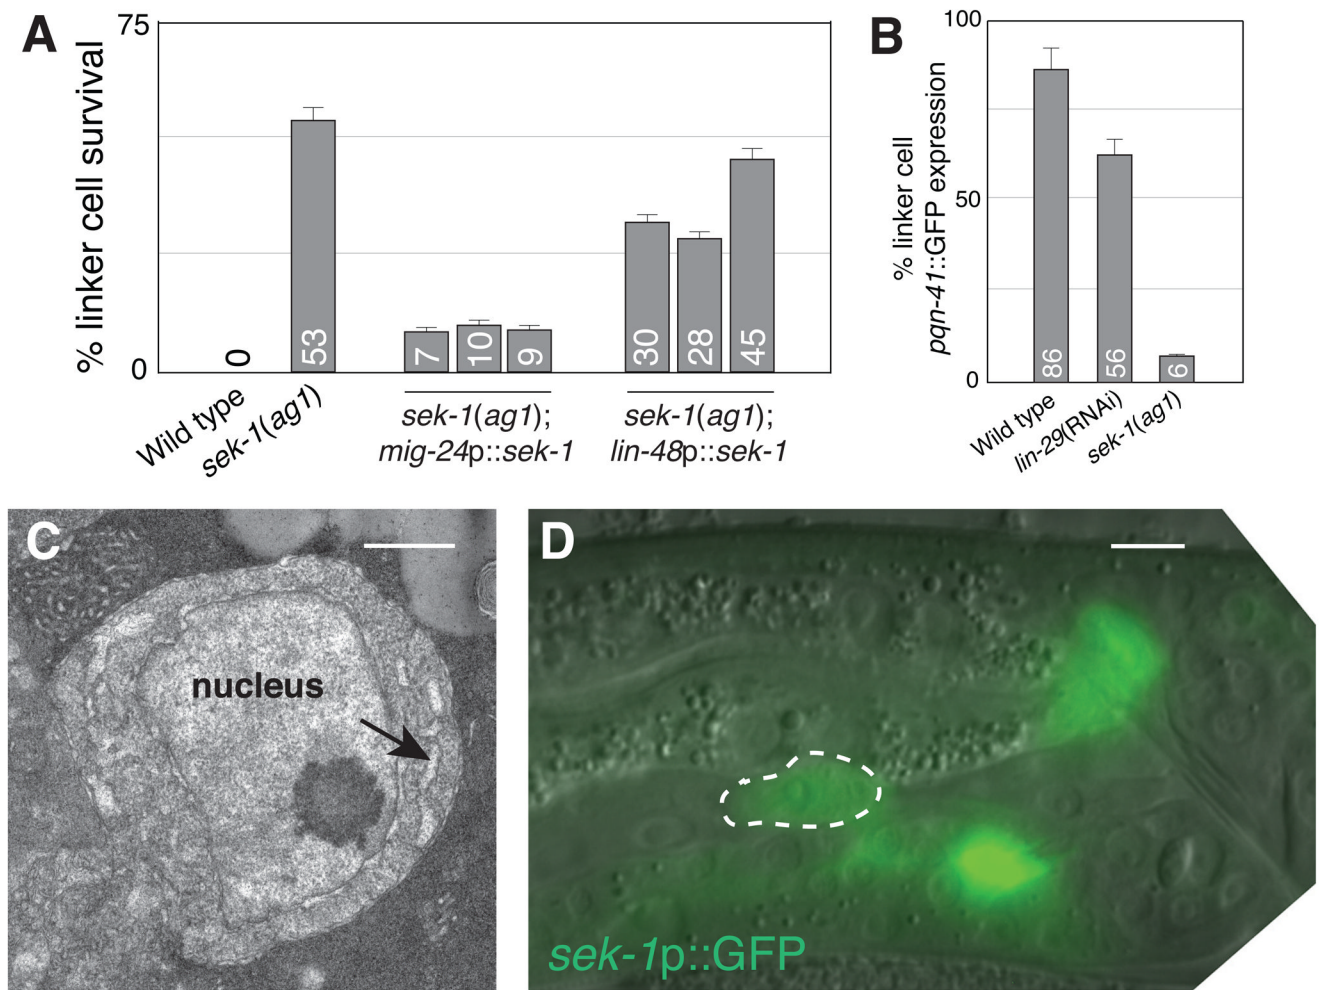 A
75
% linker cell survival
0
0
53
7
10
9
30
28
45
Wild type
sek-1(ag1)
sek-1(ag1);
mig-24p::sek-1
sek-1(ag1);
lin-48p::sek-1
B
100
% linker cell
pqn-41::GFP expression
50
0
86
56
6
Wild type
lin-29(RNAi)
sek-1(ag1)
C
nucleus
D
sek-1p::GFP